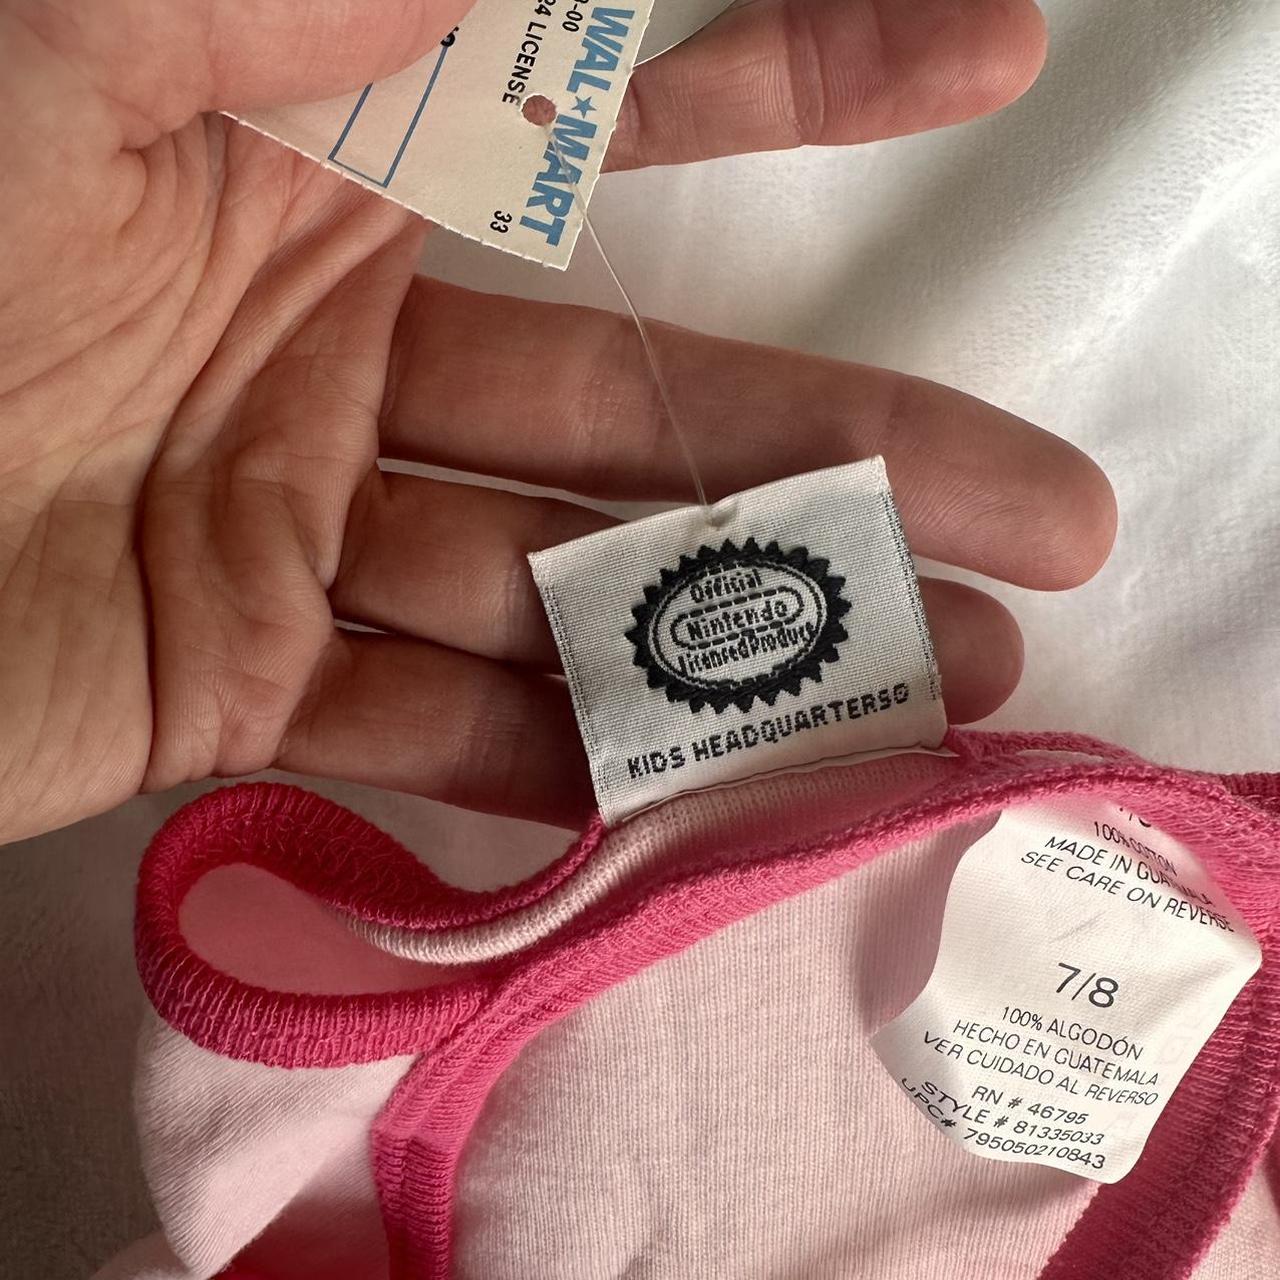 WAL★MART
24 LICENSE
33
Official
Nintendo
Licensed Product
KIDS HEADQUARTERS®
100% COTTON
MADE IN GUATEMALA
SEE CARE ON REVERSE
7/8
100% ALGODÓN
HECHO EN GUATEMALA
VER CUIDADO AL REVERSO
RN # 46795
STYLE # 81335033
UPC# 795050210843